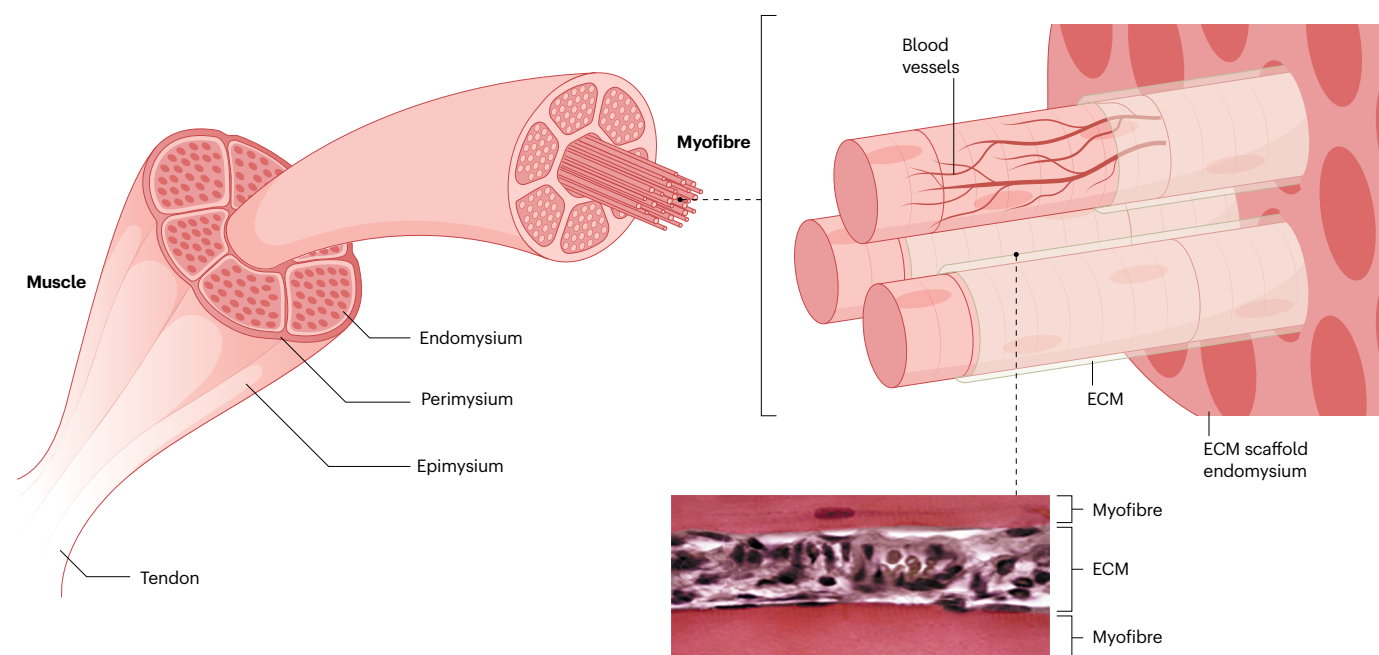 Muscle
Endomysium
Perimysium
Epimysium
Tendon
Myofibre
Blood
vessels
ECM
ECM scaffold
endomysium
Myofibre
ECM
Myofibre